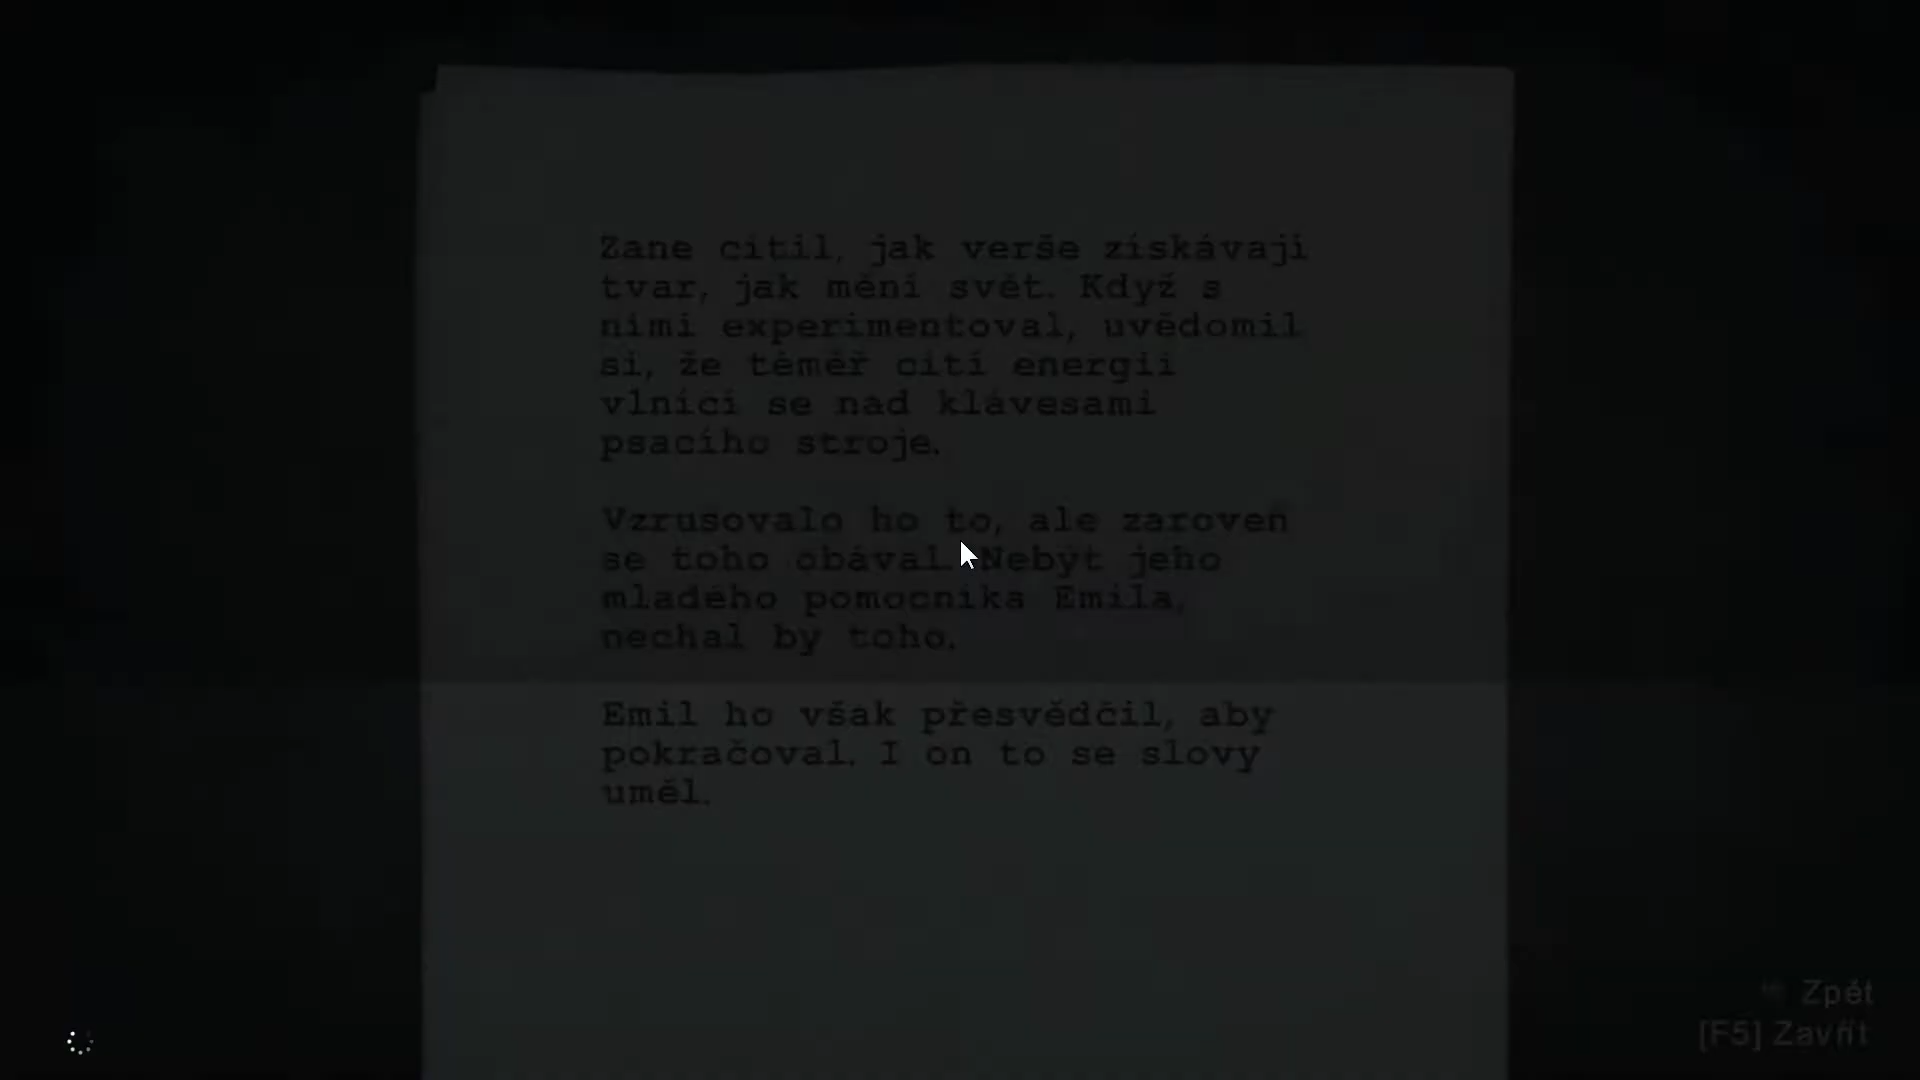 Zane cítil, jak verše získávají
tvar, jak mění svět. Když s
nimi experimentoval, uvědomil
si, že téměř cítí energii
vlnící se nad klávesami
psacího stroje.
Vzrušovalo ho to, ale zároveň
se toho obával. Nebýt jeho
mladého pomocníka Emila,
nechal by toho.
Emil ho však přesvědčil, aby
pokračoval. I on to se slovy
uměl.
Zpět
[F5] Zavřít